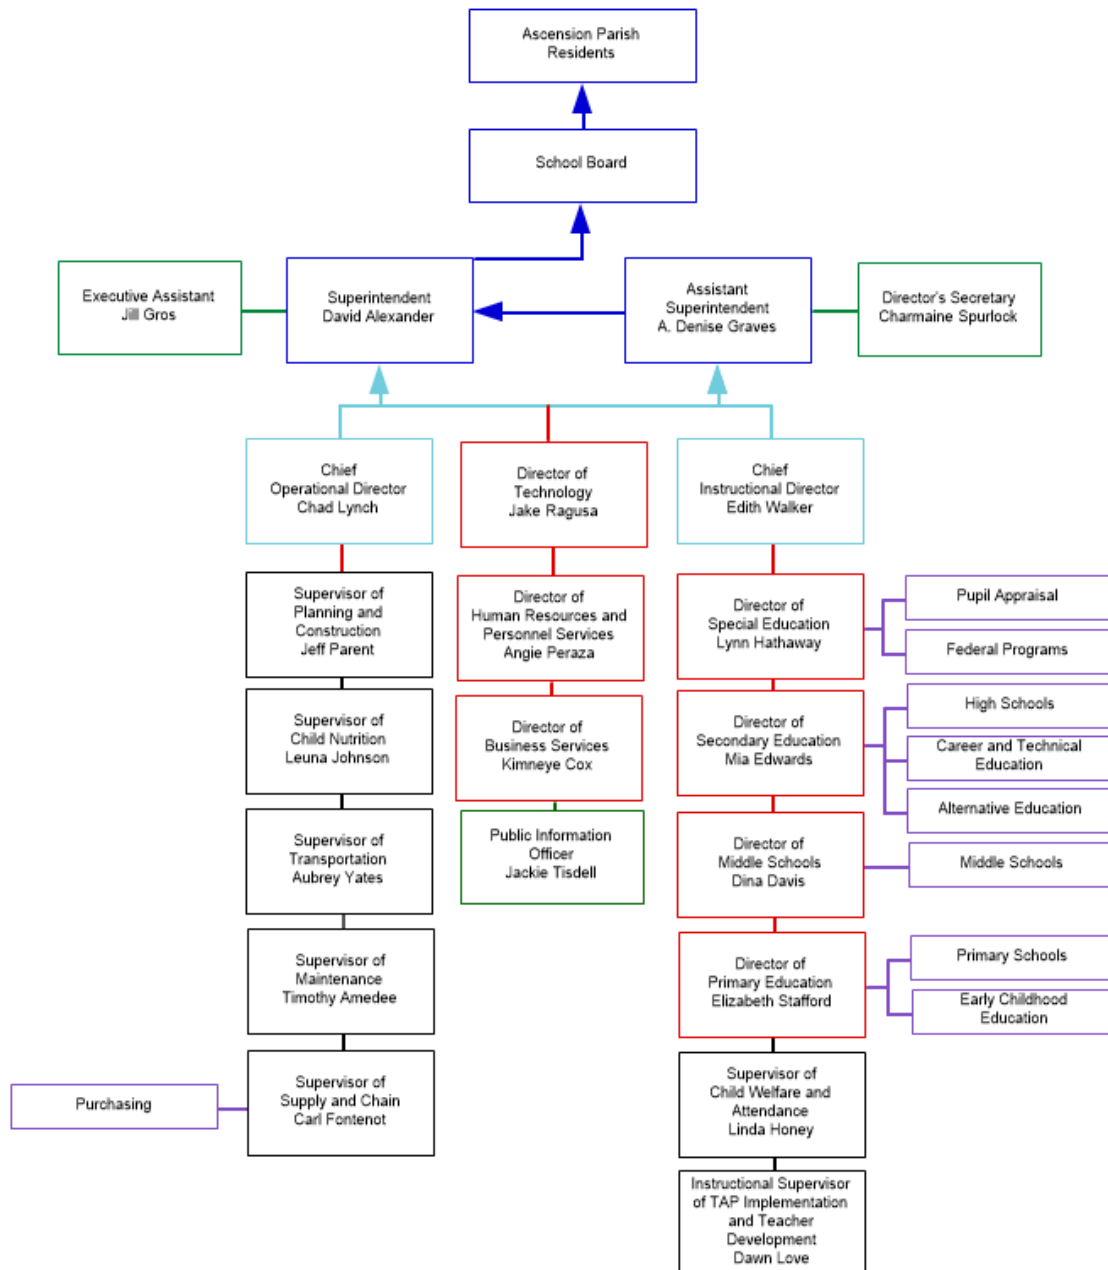 Ascension Parish
Residents
School Board
Executive Assistant
Jill Gros
Superintendent
David Alexander
Assistant
Superintendent
A. Denise Graves
Director's Secretary
Charmaine Spurlock
Chief
Operational Director
Chad Lynch
Director of
Technology
Jake Ragusa
Chief
Instructional Director
Edith Walker
Supervisor of
Planning and
Construction
Jeff Parent
Director of
Human Resources and
Personnel Services
Angie Peraza
Director of
Special Education
Lynn Hathaway
Pupil Appraisal
Federal Programs
Supervisor of
Child Nutrition
Leuna Johnson
Director of
Business Services
Kimneye Cox
Director of
Secondary Education
Mia Edwards
High Schools
Career and Technical
Education
Alternative Education
Supervisor of
Transportation
Aubrey Yates
Public Information
Officer
Jackie Tisdell
Director of
Middle Schools
Dina Davis
Middle Schools
Supervisor of
Maintenance
Timothy Amedee
Director of
Primary Education
Elizabeth Stafford
Primary Schools
Early Childhood
Education
Purchasing
Supervisor of
Supply and Chain
Carl Fontenot
Supervisor of
Child Welfare and
Attendance
Linda Honey
Instructional Supervisor
of TAP Implementation
and Teacher
Development
Dawn Love